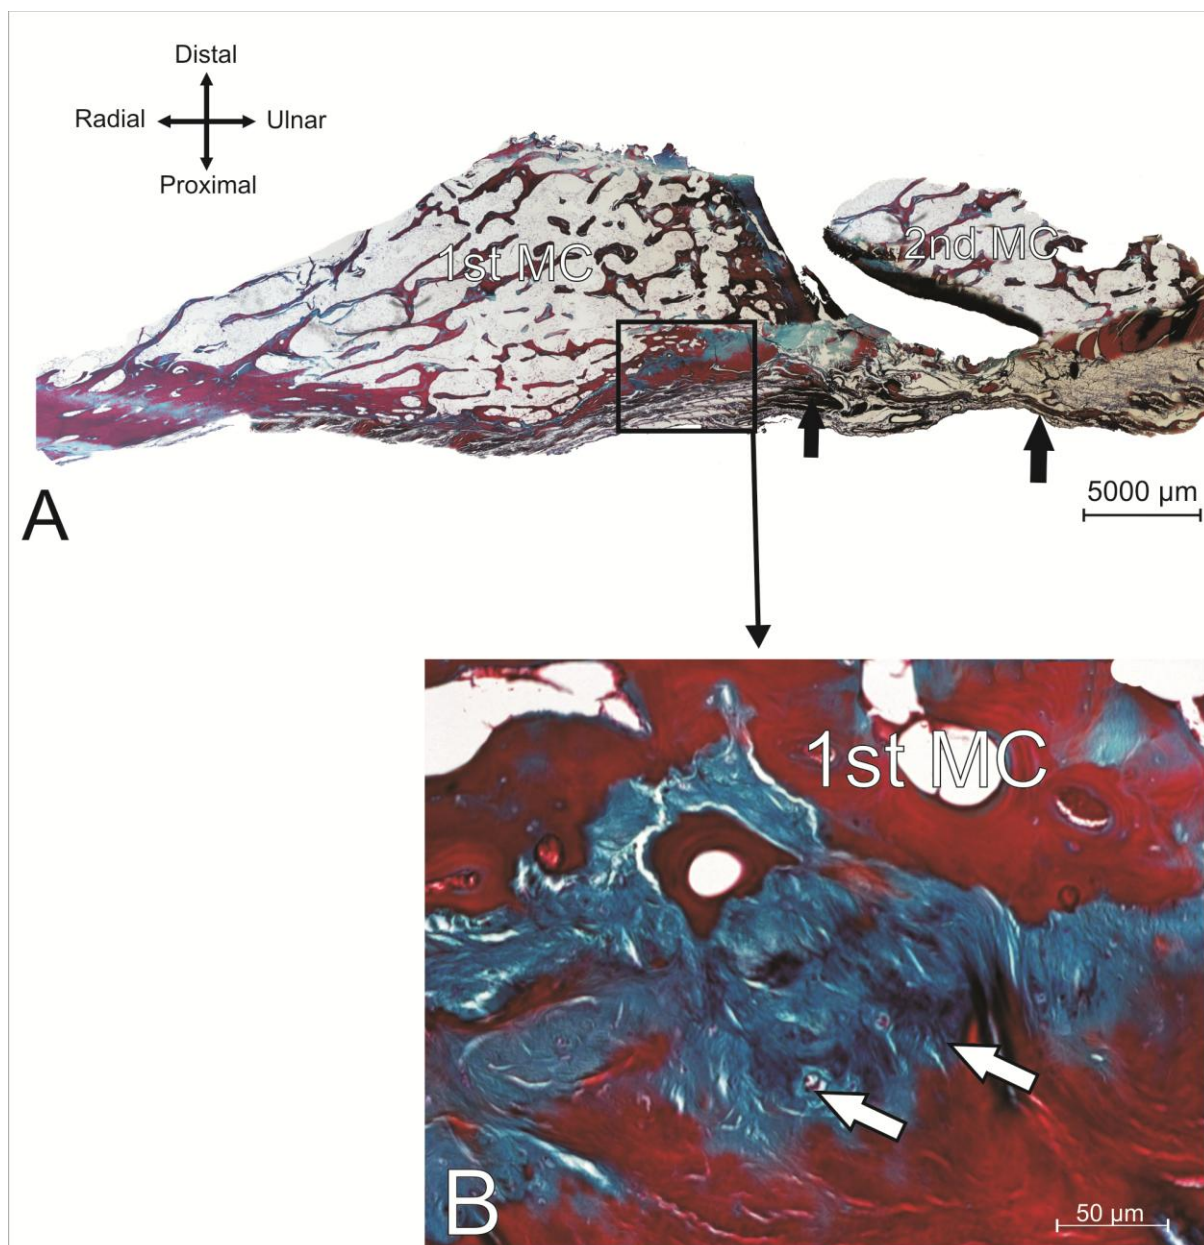 Distal
Radial
Ulnar
Proximal
1st MC
2nd MC
5000 µm
A
1st MC
B
50 µm